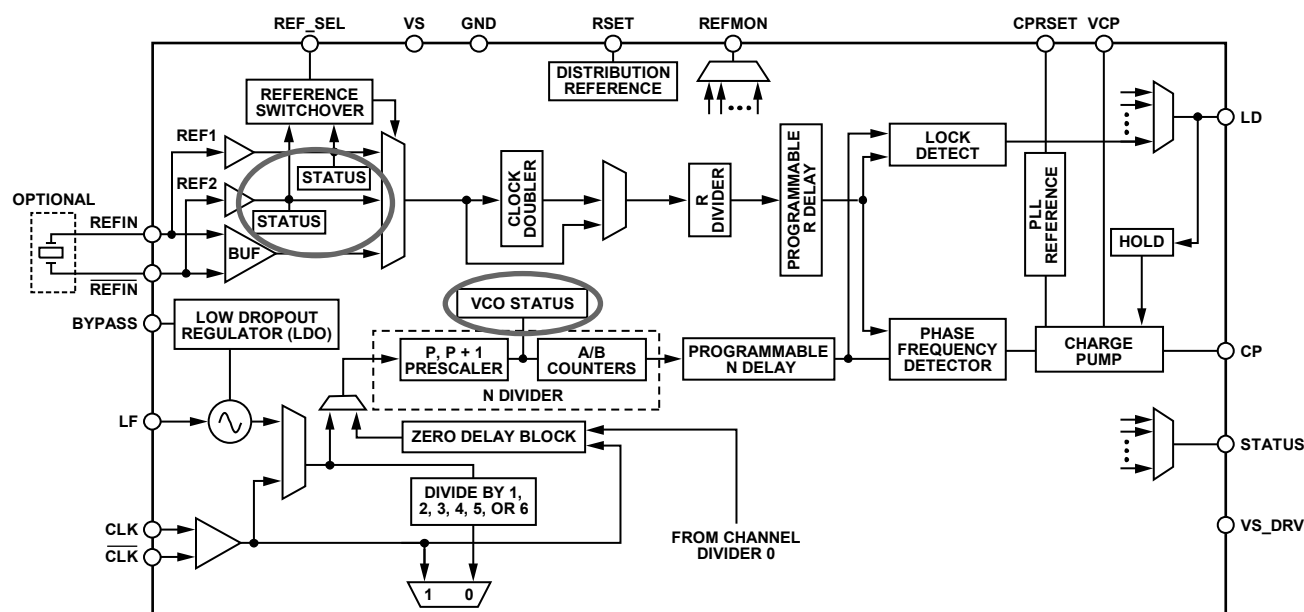 REF_SEL
VS
GND
RSET
REFMON
CPRSET
VCP
REFERENCE
SWITCHOVER
DISTRIBUTION
REFERENCE
LD
REF1
STATUS
REF2
STATUS
OPTIONAL
REFIN
BUF
REFIN
CLOCK
DOUBLER
R
DIVIDER
PROGRAMMABLE
R DELAY
LOCK
DETECT
PLL
REFERENCE
HOLD
VCO STATUS
BYPASS
LOW DROPOUT
REGULATOR (LDO)
P, P + 1
PRESCALER
A/B
COUNTERS
N DIVIDER
PROGRAMMABLE
N DELAY
PHASE
FREQUENCY
DETECTOR
CHARGE
PUMP
CP
LF
ZERO DELAY BLOCK
STATUS
DIVIDE BY 1,
2, 3, 4, 5, OR 6
FROM CHANNEL
DIVIDER 0
CLK
CLK
VS_DRV
1 0